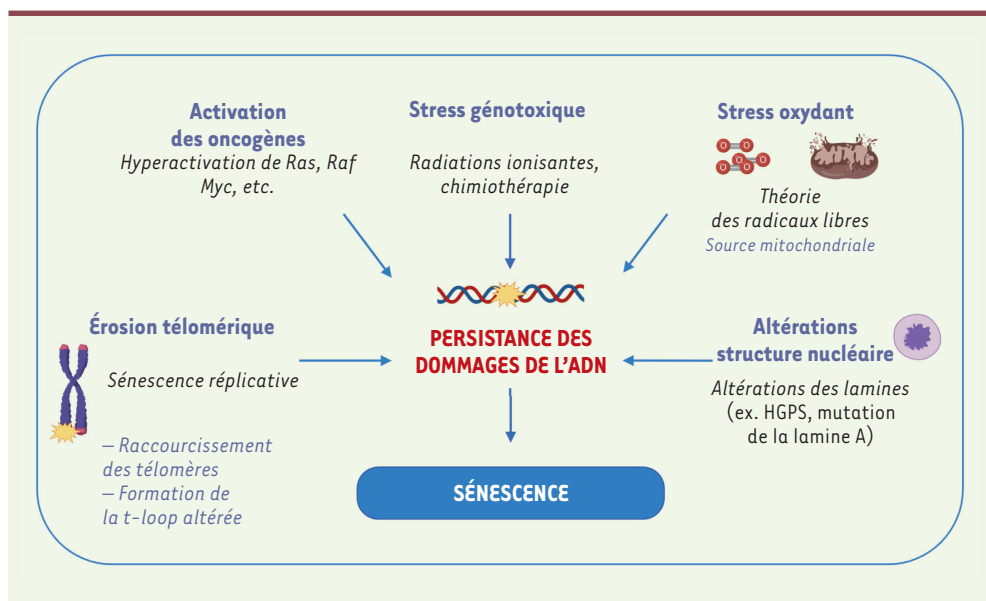 Activation
des oncogènes
Hyperactivation de Ras, Raf
Myc, etc.
Stress génotoxique
Radiations ionisantes,
chimiothérapie
Stress oxydant
O O
O O
O O
O O
Théorie
des radicaux libres
Source mitochondriale
Érosion télomérique
Sénescence réplicative
– Raccourcissement
des télomères
– Formation de
la t-loop altérée
PERSISTANCE DES
DOMMAGES DE L’ADN
Altérations
structure nucléaire
Altérations des lamines
(ex. HGPS, mutation
de la lamine A)
SÉNESCENCE